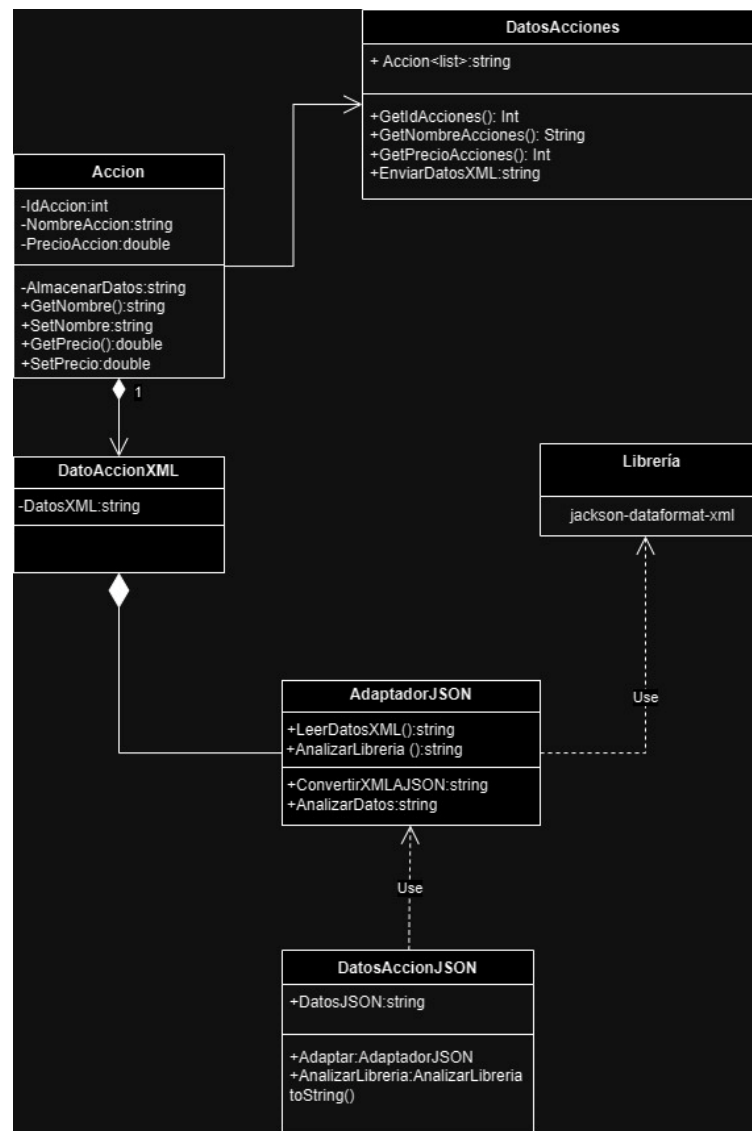 DatosAcciones
+ Accion<list>:string
+GetIdAcciones(): Int
+GetNombreAcciones(): String
+GetPrecioAcciones(): Int
+EnviarDatosXML:string
Accion
-IdAccion:int
-NombreAccion:string
-PrecioAccion:double
-AlmacenarDatos:string
+GetNombre():string
+SetNombre:string
+GetPrecio():double
+SetPrecio:double
1
DatoAccionXML
-DatosXML:string
Librería
jackson-dataformat-xml
Use
AdaptadorJSON
+LeerDatosXML():string
+AnalizarLibreria ():string
+ConvertirXMLAJSON:string
+AnalizarDatos:string
Use
DatosAccionJSON
+DatosJSON:string
+Adaptar:AdaptadorJSON
+AnalizarLibreria:AnalizarLibreria
toString()